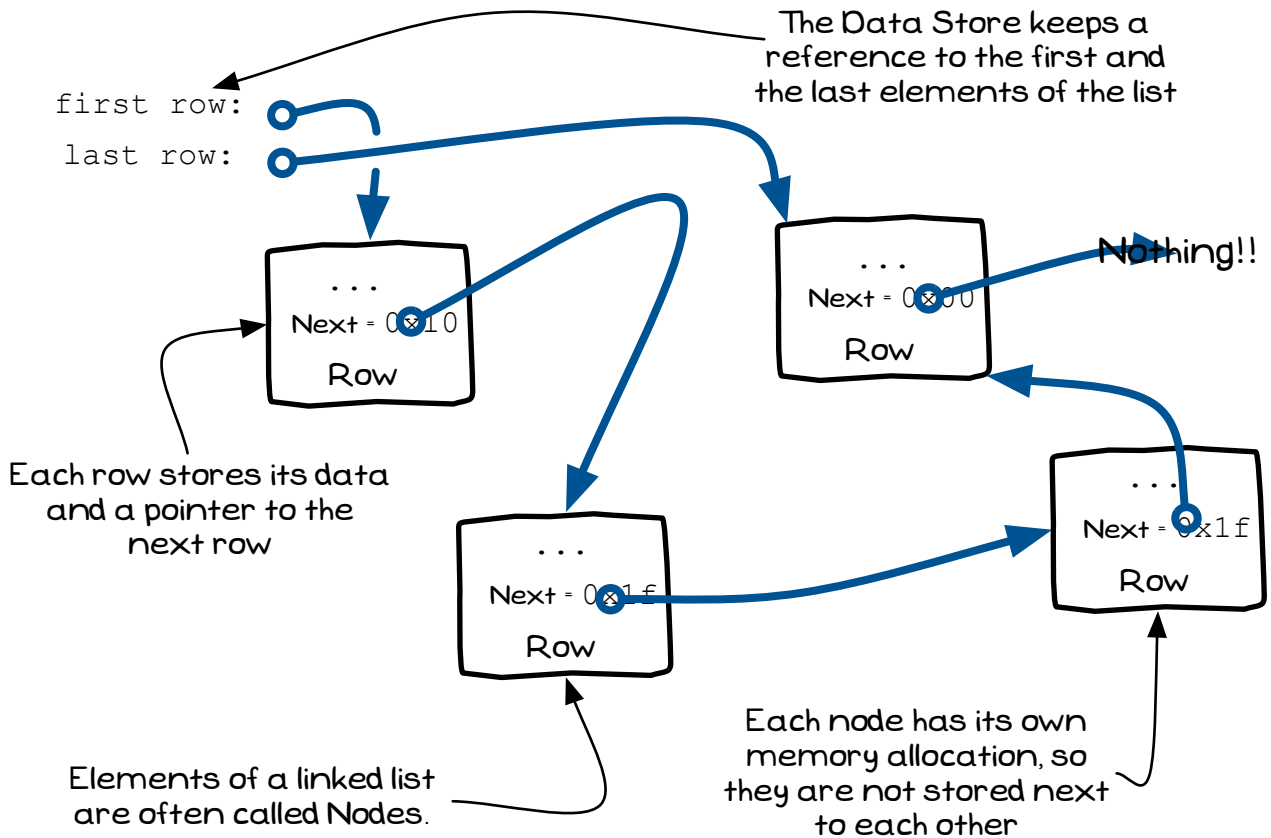 The Data Store keeps a
reference to the first and
the last elements of the list
first row:
last row:
...
Next = 0x10
Row
...
Next = 0x00
Row
Nothing!!
Each row stores its data
and a pointer to the
next row
...
Next = 0x1f
Row
...
Next = 0x1f
Row
Elements of a linked list
are often called Nodes.
Each node has its own
memory allocation, so
they are not stored next
to each other